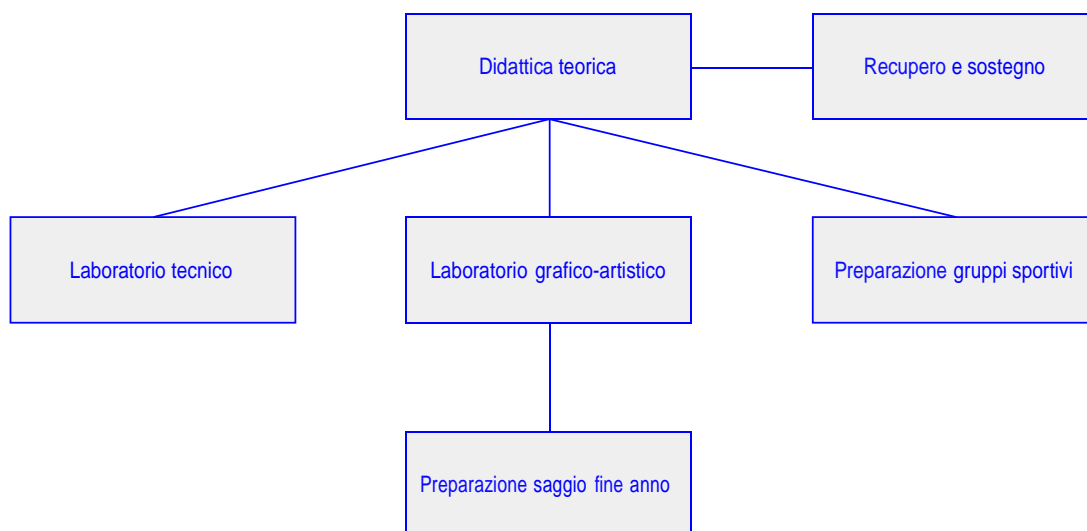 Didattica teorica
Recupero e sostegno
Laboratorio tecnico
Laboratorio grafico-artistico
Preparazione gruppi sportivi
Preparazione saggio fine anno